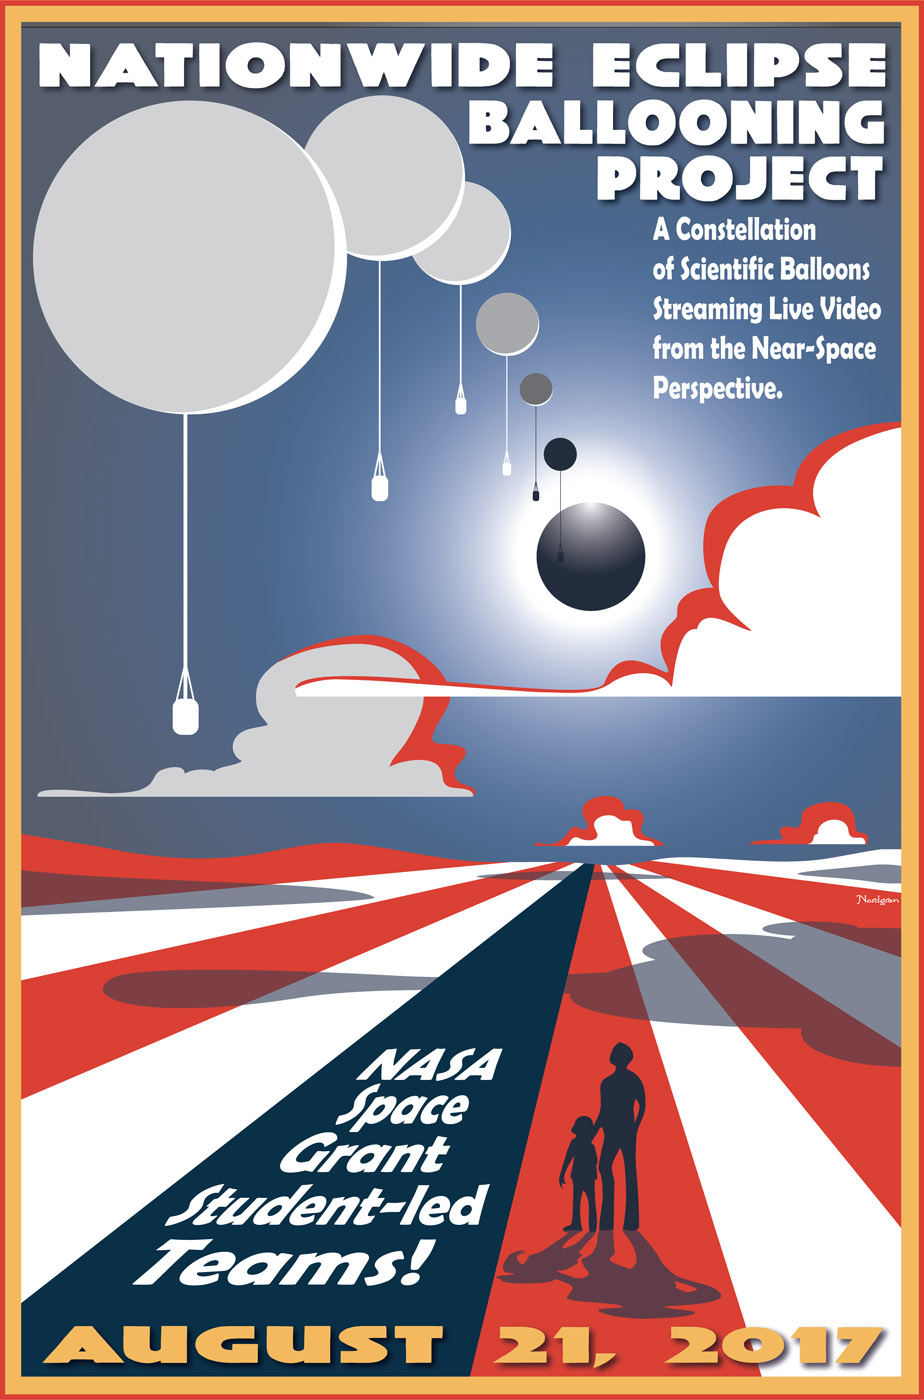 NATIONWIDE ECLIPSE
BALLOONING
PROJECT
A Constellation
of Scientific Balloons
Streaming Live Video
from the Near-Space
Perspective.
Nordgren
NASA
Space
Grant
Student-led
Teams!
AUGUST 21, 2017